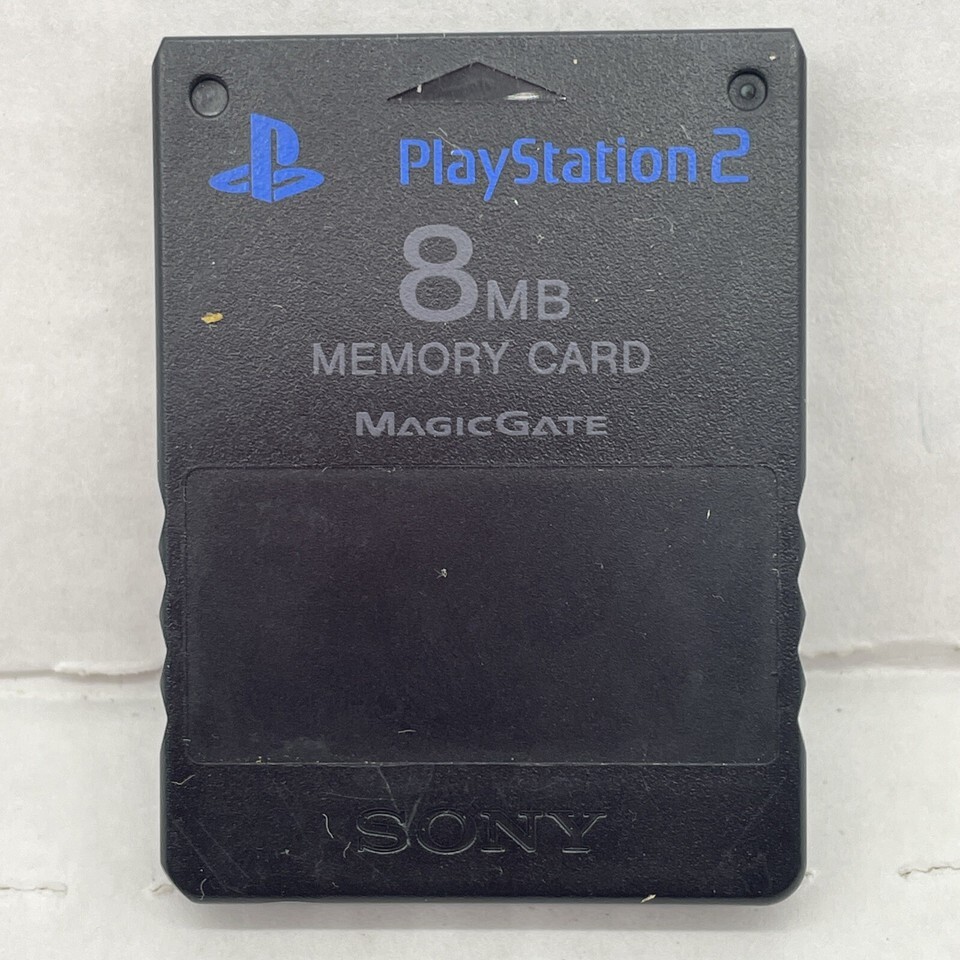 PlayStation 2
8MB
MEMORY CARD
MAGICGATE
SONY